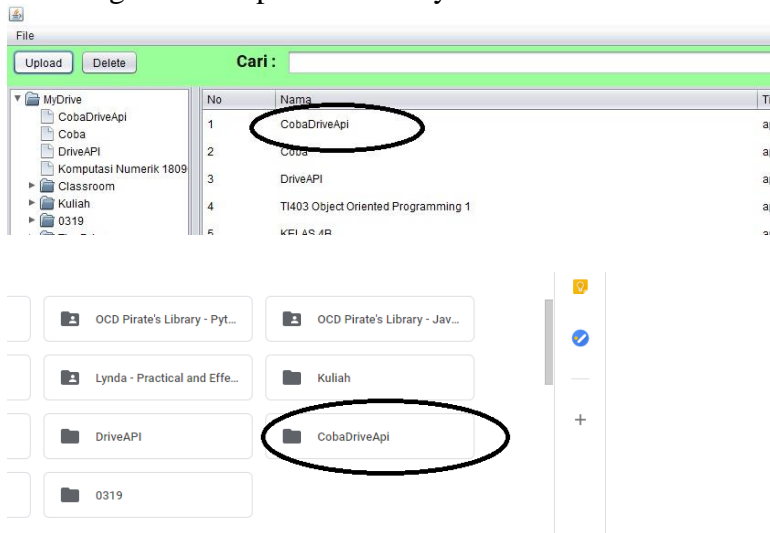 File
Upload Delete Cari :
MyDrive
CobaDriveApi
Coba
DriveAPI
Komputasi Numerik 1809
Classroom
Kuliah
0319
No Nama
1 CobaDriveApi
2 Coba
3 DriveAPI
4 TI403 Object Oriented Programming 1
5 KELAS 4B
OCD Pirate's Library - Pyt...
OCD Pirate's Library - Jav...
Lynda - Practical and Effe...
Kuliah
DriveAPI
CobaDriveApi
0319